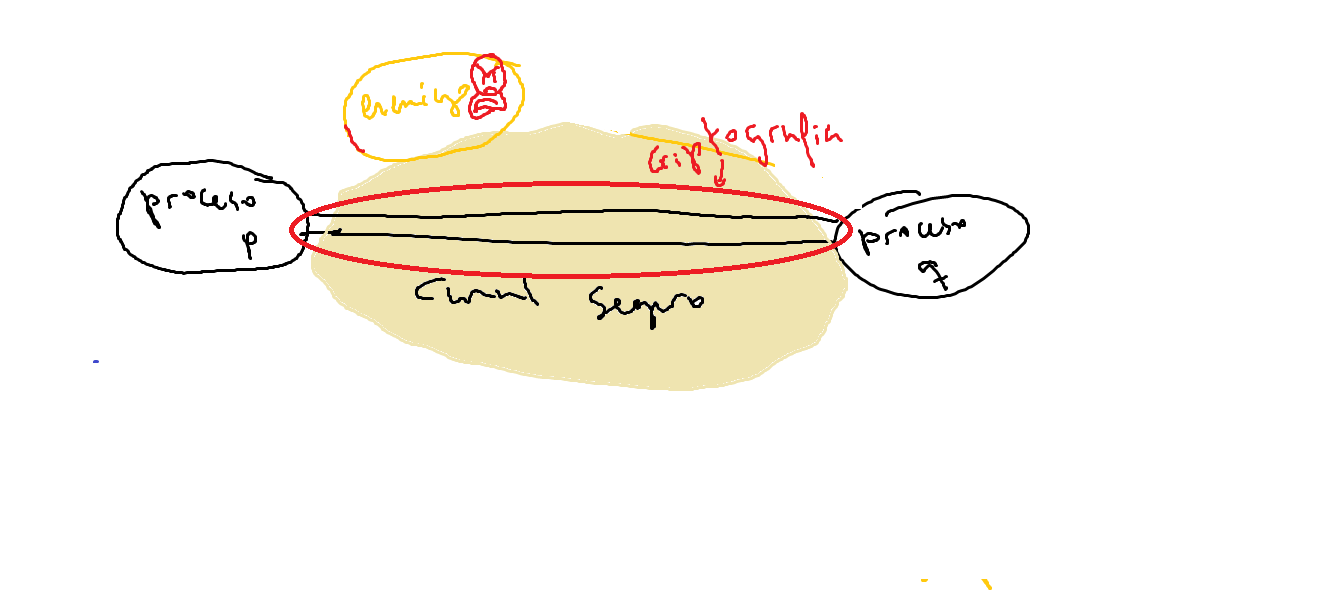 enemigo
Criptografia
proceso
p
proceso
q
Canal Seguro